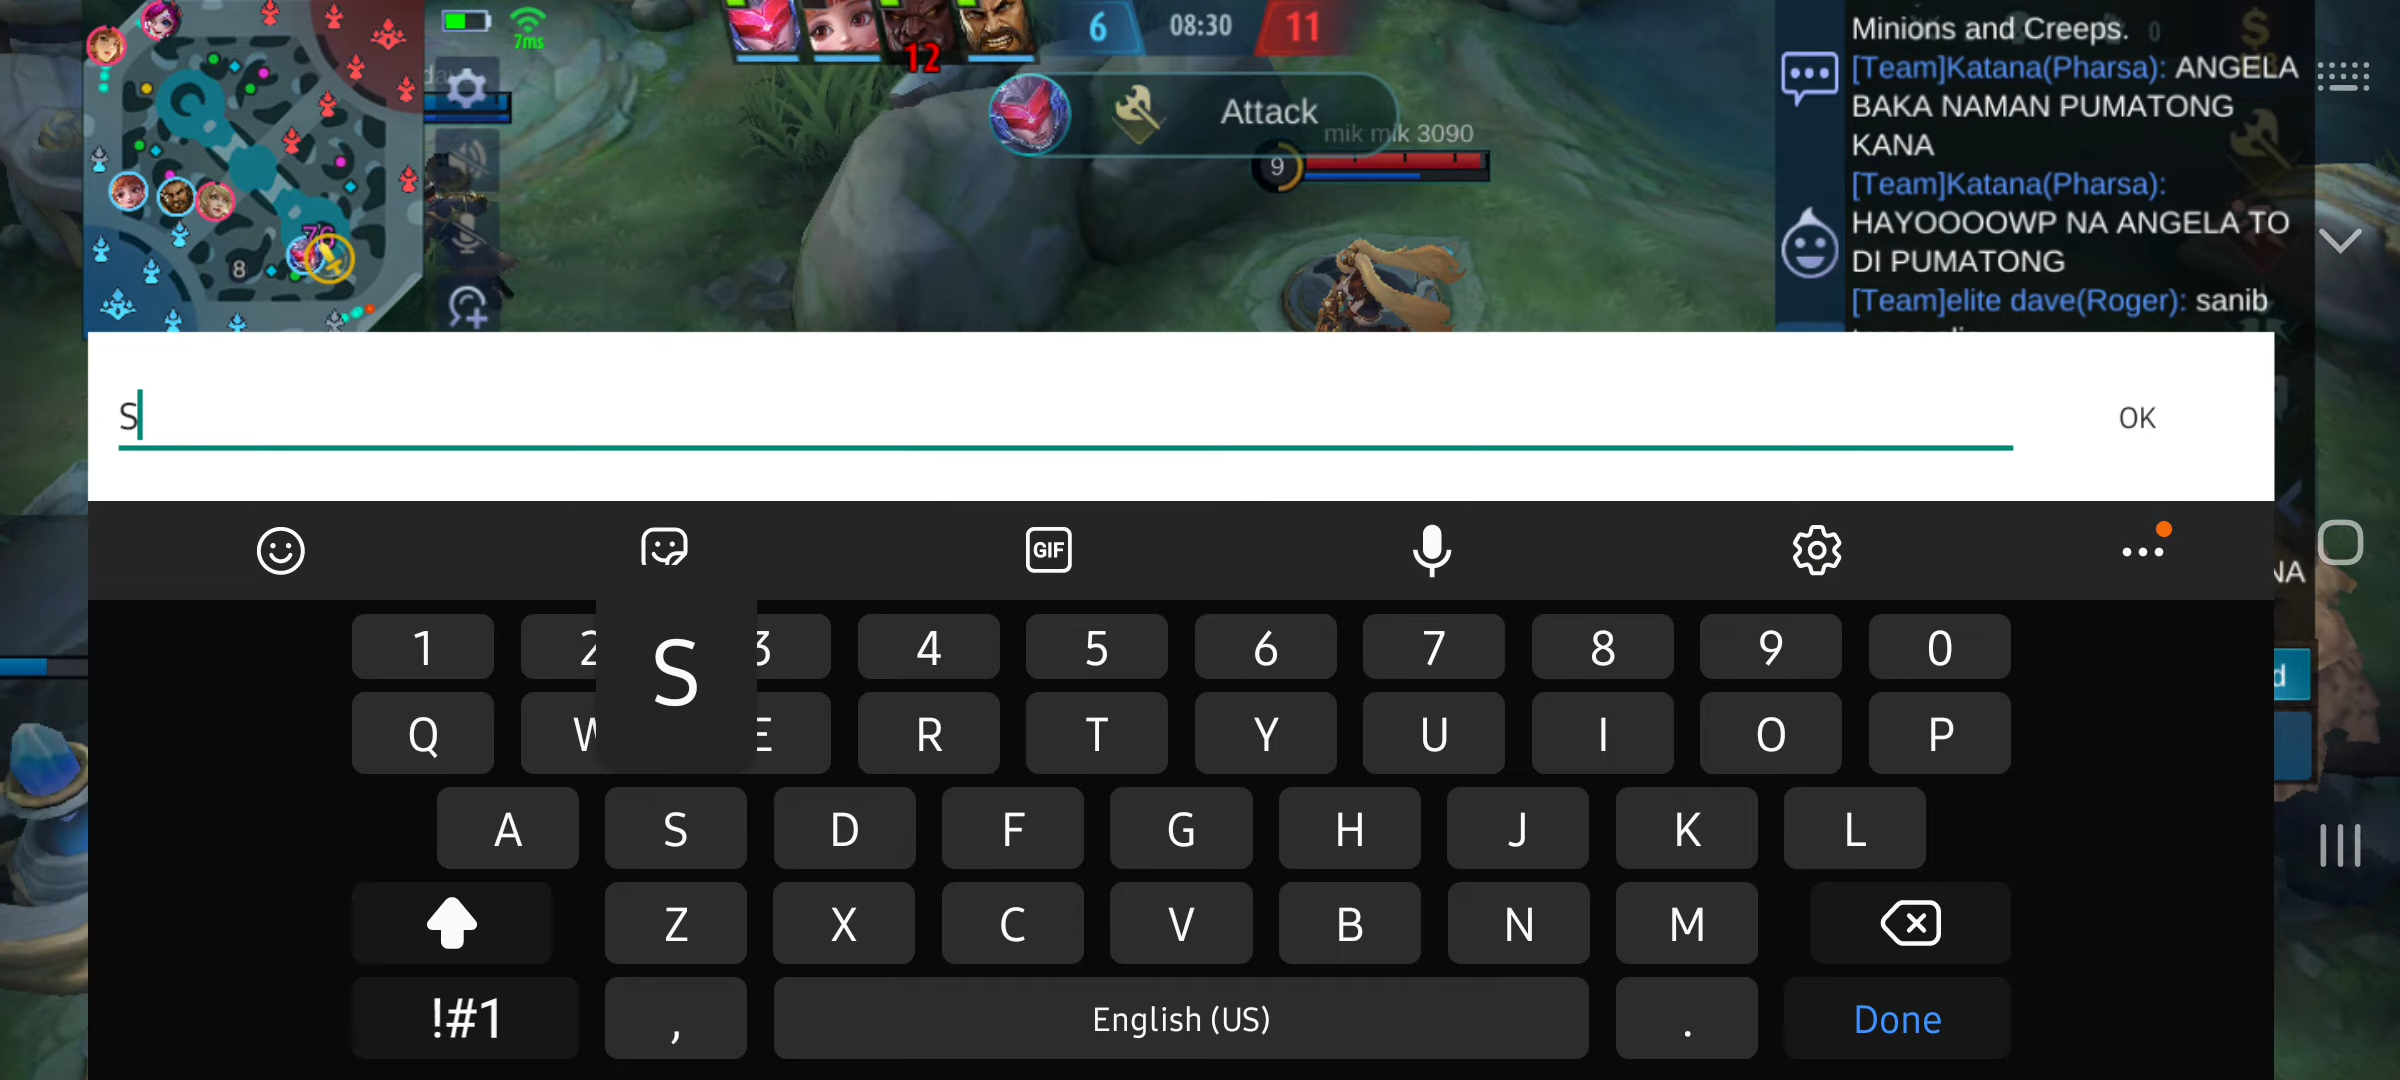 7ms
12
6
08:30
11
Attack
mik mik 3090
9
8
Minions and Creeps.
[Team]Katana(Pharsa): ANGELA
BAKA NAMAN PUMATONG
KANA
[Team]Katana(Pharsa):
HAYOOOOWP NA ANGELA TO
DI PUMATONG
[Team]elite dave(Roger): sanib
0
S
OK
GIF
NA
S
1 2 3 4 5 6 7 8 9 0
Q W E R T Y U I O P
d
A S D F G H J K L
Z X C V B N M
!#1 , English (US) . Done